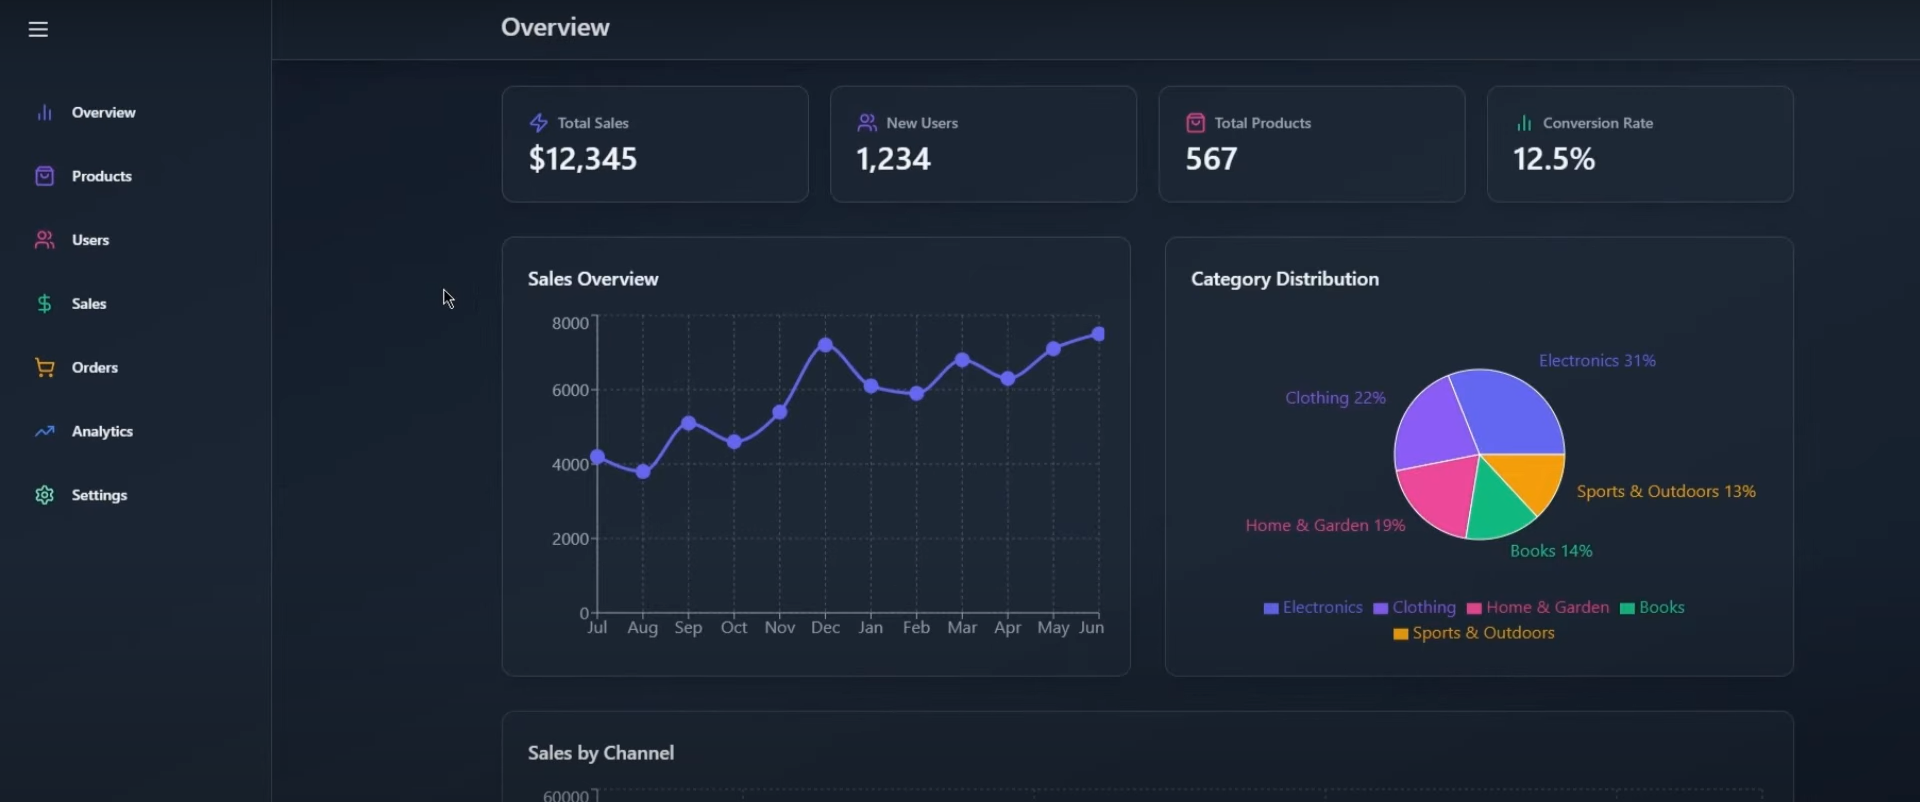 Overview
Overview
Products
Users
Sales
Orders
Analytics
Settings
Total Sales
$12,345
New Users
1,234
Total Products
567
Conversion Rate
12.5%
Sales Overview
8000
6000
4000
2000
0
Jul Aug Sep Oct Nov Dec Jan Feb Mar Apr May Jun
Category Distribution
Electronics 31%
Clothing 22%
Sports & Outdoors 13%
Home & Garden 19%
Books 14%
Electronics Clothing Home & Garden Books
Sports & Outdoors
Sales by Channel
60000